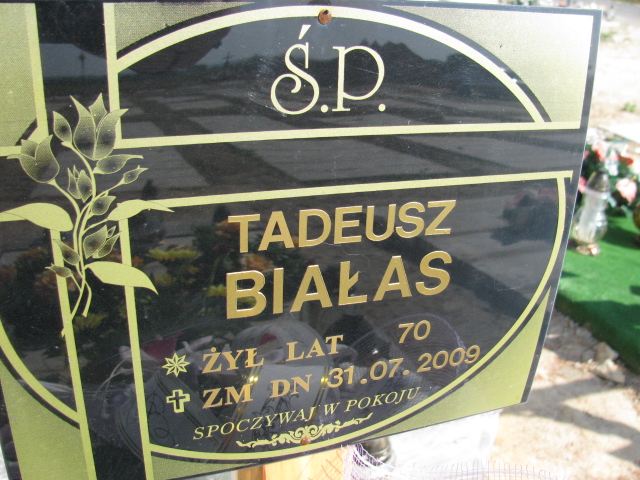 Ś.P.
TADEUSZ
BIAŁAS
ŻYŁ LAT 70
ZM DN 31.07.2009
SPOCZYWAJ W POKOJU